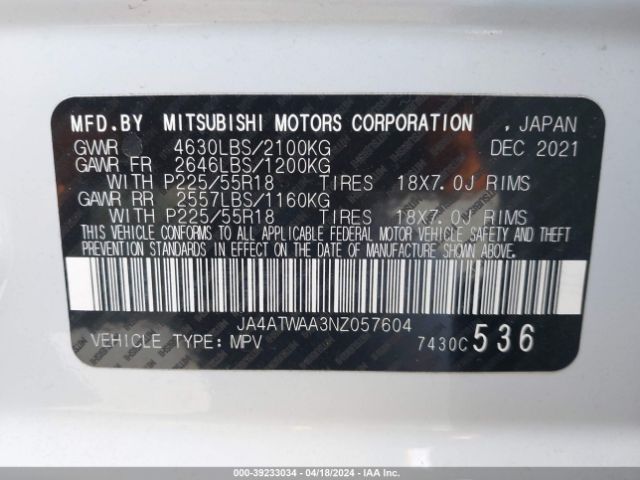 MFD.BY MITSUBISHI MOTORS CORPORATION , JAPAN
GVWR 4630LBS/2100KG DEC 2021
GAWR FR 2646LBS/1200KG
WITH P225/55R18 TIRES 18X7.0J RIMS
GAWR RR 2557LBS/1160KG
WITH P225/55R18 TIRES 18X7.0J RIMS
THIS VEHICLE CONFORMS TO ALL APPLICABLE FEDERAL MOTOR VEHICLE SAFETY AND THEFT
PREVENTION STANDARDS IN EFFECT ON THE DATE OF MANUFACTURE SHOWN ABOVE.
JA4ATWAA3NZ057604
VEHICLE TYPE: MPV 7430C 536
000-39233034 / 04/18/2024 - IAA, Inc.